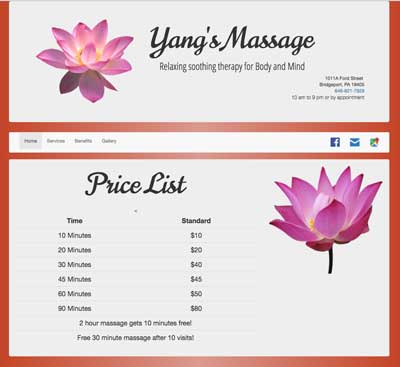 Yang's Massage
Relaxing soothing therapy for Body and Mind
1011A Ford Street
Bridgeport, PA 19405
646-921-7928
10 am to 9 pm or by appointment
Home Services Benefits Gallery
Price List
Time Standard
10 Minutes $10
20 Minutes $20
30 Minutes $40
45 Minutes $45
60 Minutes $50
90 Minutes $80
2 hour massage gets 10 minutes free!
Free 30 minute massage after 10 visits!